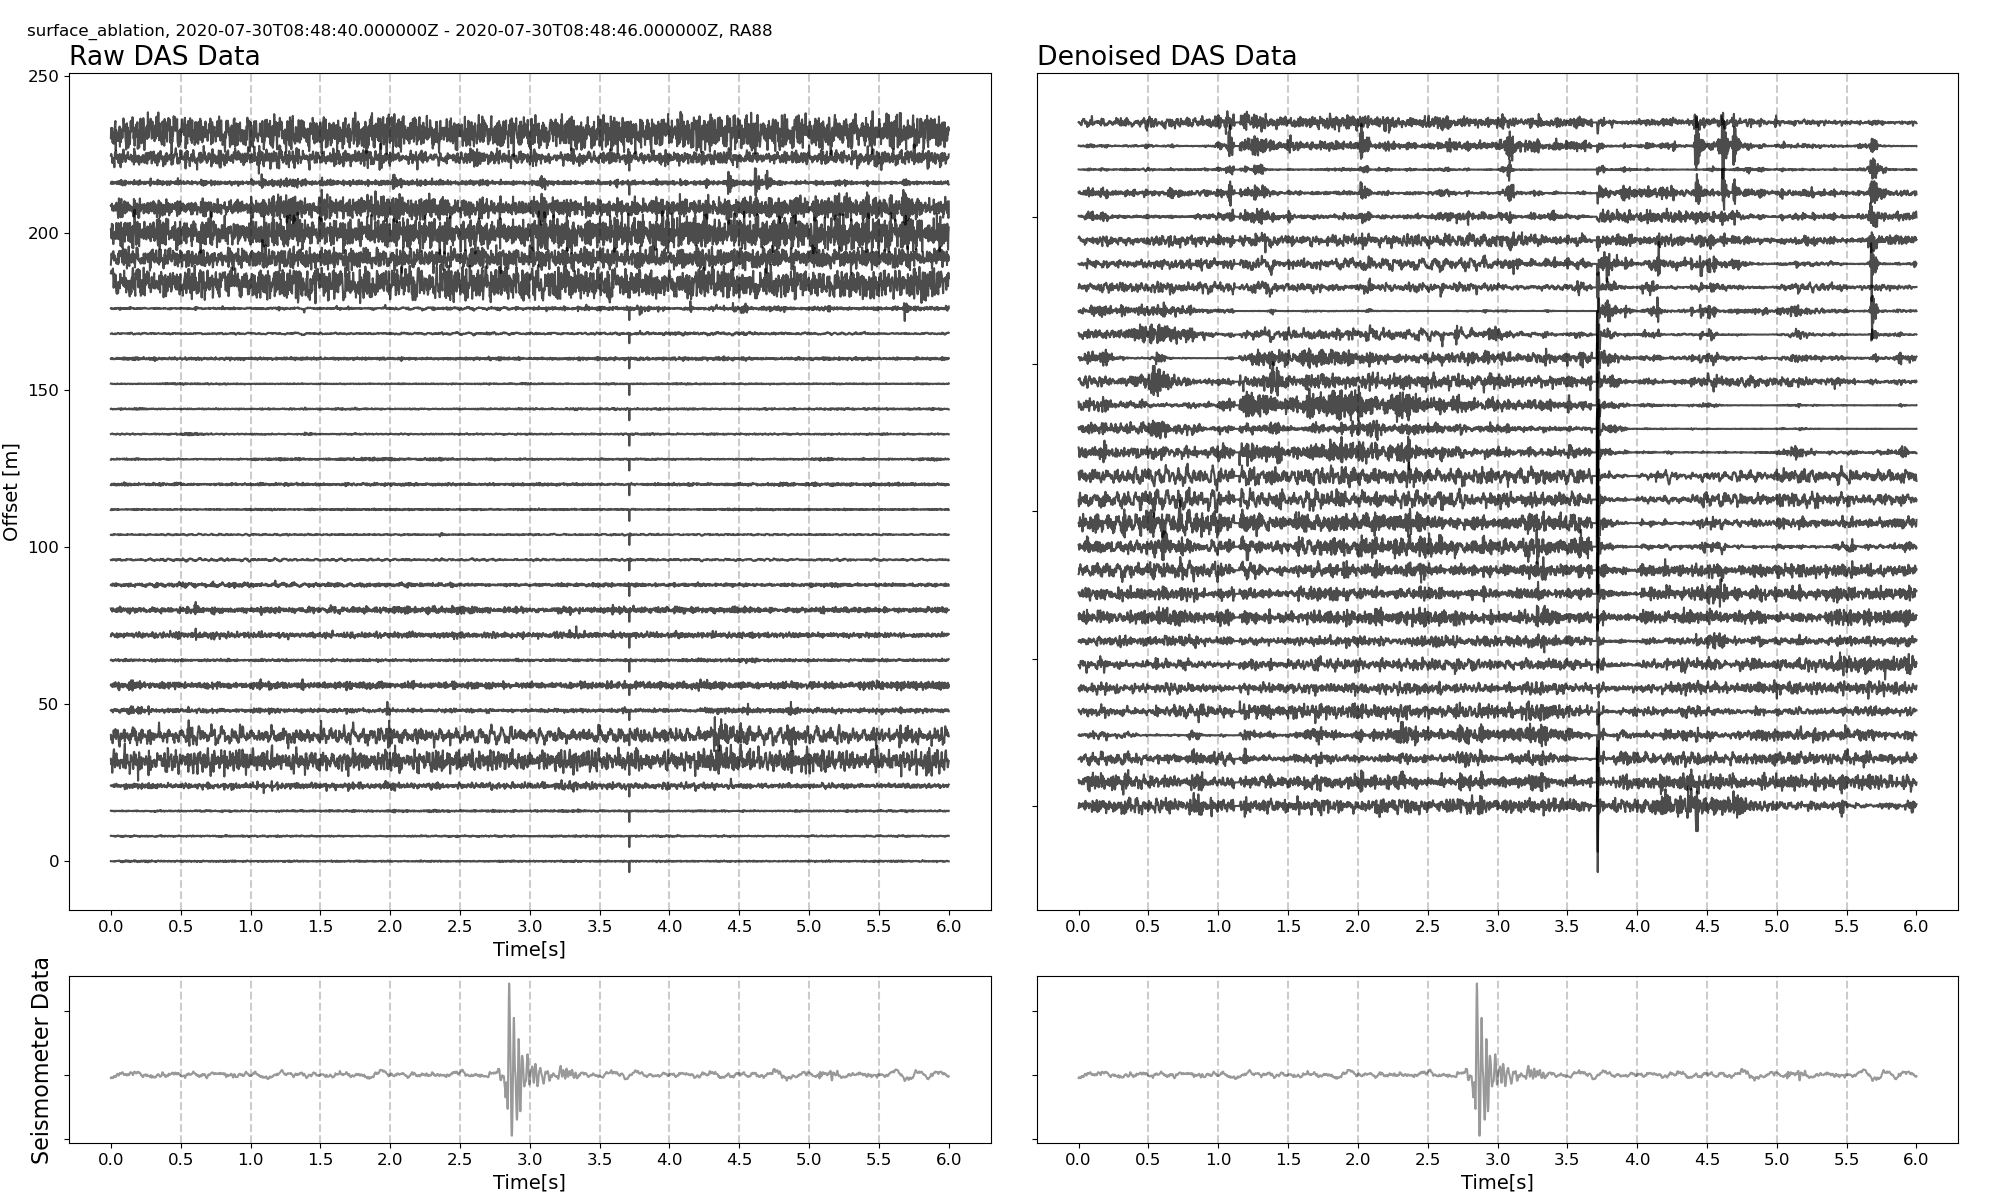 surface_ablation, 2020-07-30T08:48:40.000000Z - 2020-07-30T08:48:46.000000Z, RA88
Raw DAS Data
Denoised DAS Data
Offset [m]
250
200
150
100
50
0
0.0 0.5 1.0 1.5 2.0 2.5 3.0 3.5 4.0 4.5 5.0 5.5 6.0
Time[s]
0.0 0.5 1.0 1.5 2.0 2.5 3.0 3.5 4.0 4.5 5.0 5.5 6.0
Seismometer Data
0.0 0.5 1.0 1.5 2.0 2.5 3.0 3.5 4.0 4.5 5.0 5.5 6.0
Time[s]
0.0 0.5 1.0 1.5 2.0 2.5 3.0 3.5 4.0 4.5 5.0 5.5 6.0
Time[s]